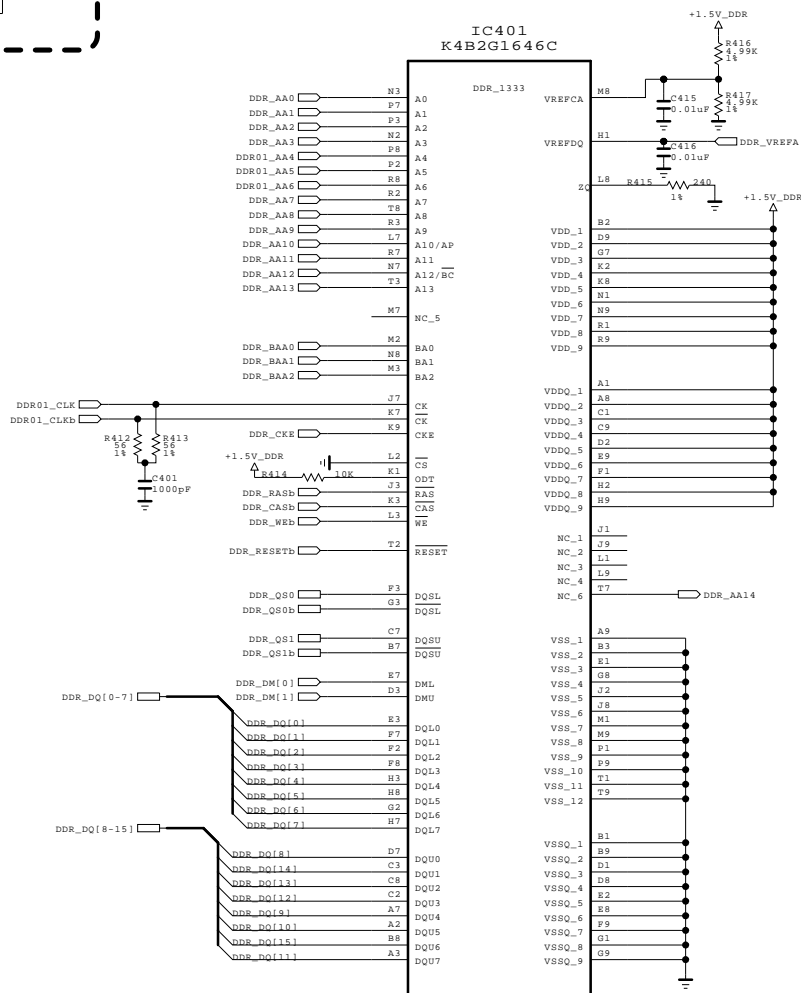 IC401
K4B2G1646C
DDR_1333
+1.5V_DDR
R416
4.99K
1%
R417
4.99K
1%
C415
0.01uF
C416
0.01uF
DDR_VREFA
R415 240
1%
+1.5V_DDR
DDR_AA0 N3 A0
DDR_AA1 P7 A1
DDR_AA2 P3 A2
DDR_AA3 N2 A3
DDR01_AA4 P8 A4
DDR01_AA5 P2 A5
DDR01_AA6 R8 A6
DDR_AA7 R2 A7
DDR_AA8 T8 A8
DDR_AA9 R3 A9
DDR_AA10 L7 A10/AP
DDR_AA11 R7 A11
DDR_AA12 N7 A12/BC
DDR_AA13 T3 A13
M7 NC_5
DDR_BAA0 M2 BA0
DDR_BAA1 N8 BA1
DDR_BAA2 M3 BA2
DDR01_CLK J7 CK
DDR01_CLKb K7 CK
DDR_CKE K9 CKE
R412
56
1%
R413
56
1%
C401
1000pF
L2 CS
+1.5V_DDR
R414 10K
K1 ODT
DDR_RASb J3 RAS
DDR_CASb K3 CAS
DDR_WEb L3 WE
DDR_RESETb T2 RESET
DDR_QS0 F3 DQSL
DDR_QS0b G3 DQSL
DDR_QS1 C7 DQSU
DDR_QS1b B7 DQSU
DDR_DM[0] E7 DML
DDR_DM[1] D3 DMU
DDR_DQ[0-7]
DDR_DQ[0] E3 DQL0
DDR_DQ[1] F7 DQL1
DDR_DQ[2] F2 DQL2
DDR_DQ[3] F8 DQL3
DDR_DQ[4] H3 DQL4
DDR_DQ[5] H8 DQL5
DDR_DQ[6] G2 DQL6
DDR_DQ[7] H7 DQL7
DDR_DQ[8-15]
DDR_DQ[8] D7 DQU0
DDR_DQ[14] C3 DQU1
DDR_DQ[13] C8 DQU2
DDR_DQ[12] C2 DQU3
DDR_DQ[9] A7 DQU4
DDR_DQ[10] A2 DQU5
DDR_DQ[15] B8 DQU6
DDR_DQ[11] A3 DQU7
VREFCA M8
VREFDQ H1
ZQ L8
VDD_1 B2
VDD_2 D9
VDD_3 G7
VDD_4 K2
VDD_5 K8
VDD_6 N1
VDD_7 N9
VDD_8 R1
VDD_9 R9
VDDQ_1 A1
VDDQ_2 A8
VDDQ_3 C1
VDDQ_4 C9
VDDQ_5 D2
VDDQ_6 E9
VDDQ_7 F1
VDDQ_8 H2
VDDQ_9 H9
NC_1 J1
NC_2 J9
NC_3 L1
NC_4 L9
NC_6 T7 DDR_AA14
VSS_1 A9
VSS_2 B3
VSS_3 E1
VSS_4 G8
VSS_5 J2
VSS_6 J8
VSS_7 M1
VSS_8 M9
VSS_9 P1
VSS_10 P9
VSS_11 T1
VSS_12 T9
VSSQ_1 B1
VSSQ_2 B9
VSSQ_3 D1
VSSQ_4 D8
VSSQ_5 E2
VSSQ_6 E8
VSSQ_7 F9
VSSQ_8 G1
VSSQ_9 G9